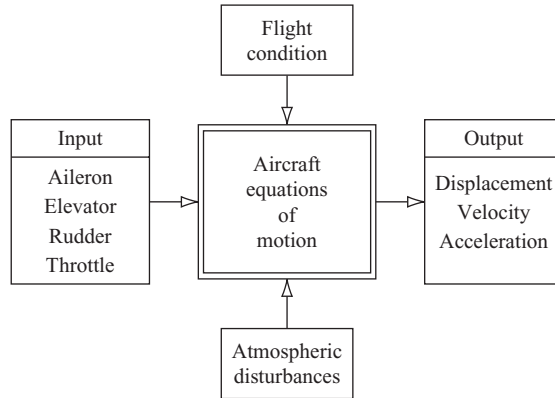 Flight
condition
Input
Aileron
Elevator
Rudder
Throttle
Aircraft
equations
of
motion
Output
Displacement
Velocity
Acceleration
Atmospheric
disturbances